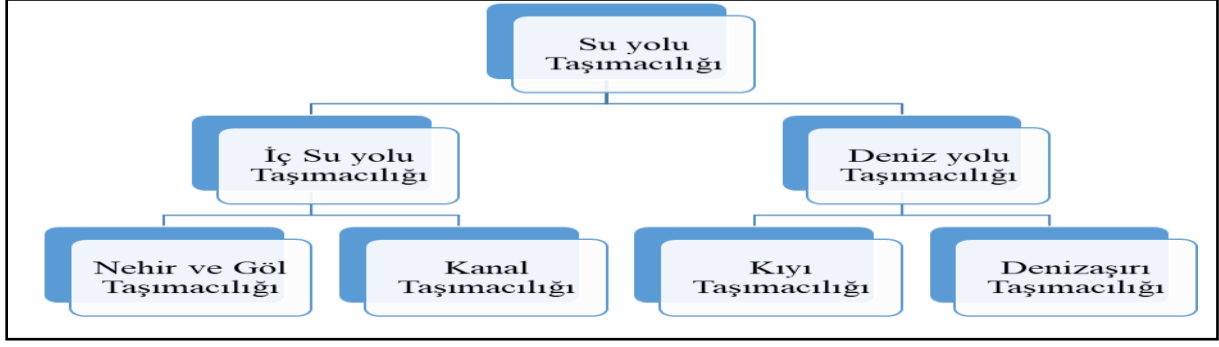 Su yolu
Taşımacılığı
İç Su yolu
Taşımacılığı
Deniz yolu
Taşımacılığı
Nehir ve Göl
Taşımacılığı
Kanal
Taşımacılığı
Kıyı
Taşımacılığı
Denizaşırı
Taşımacılığı